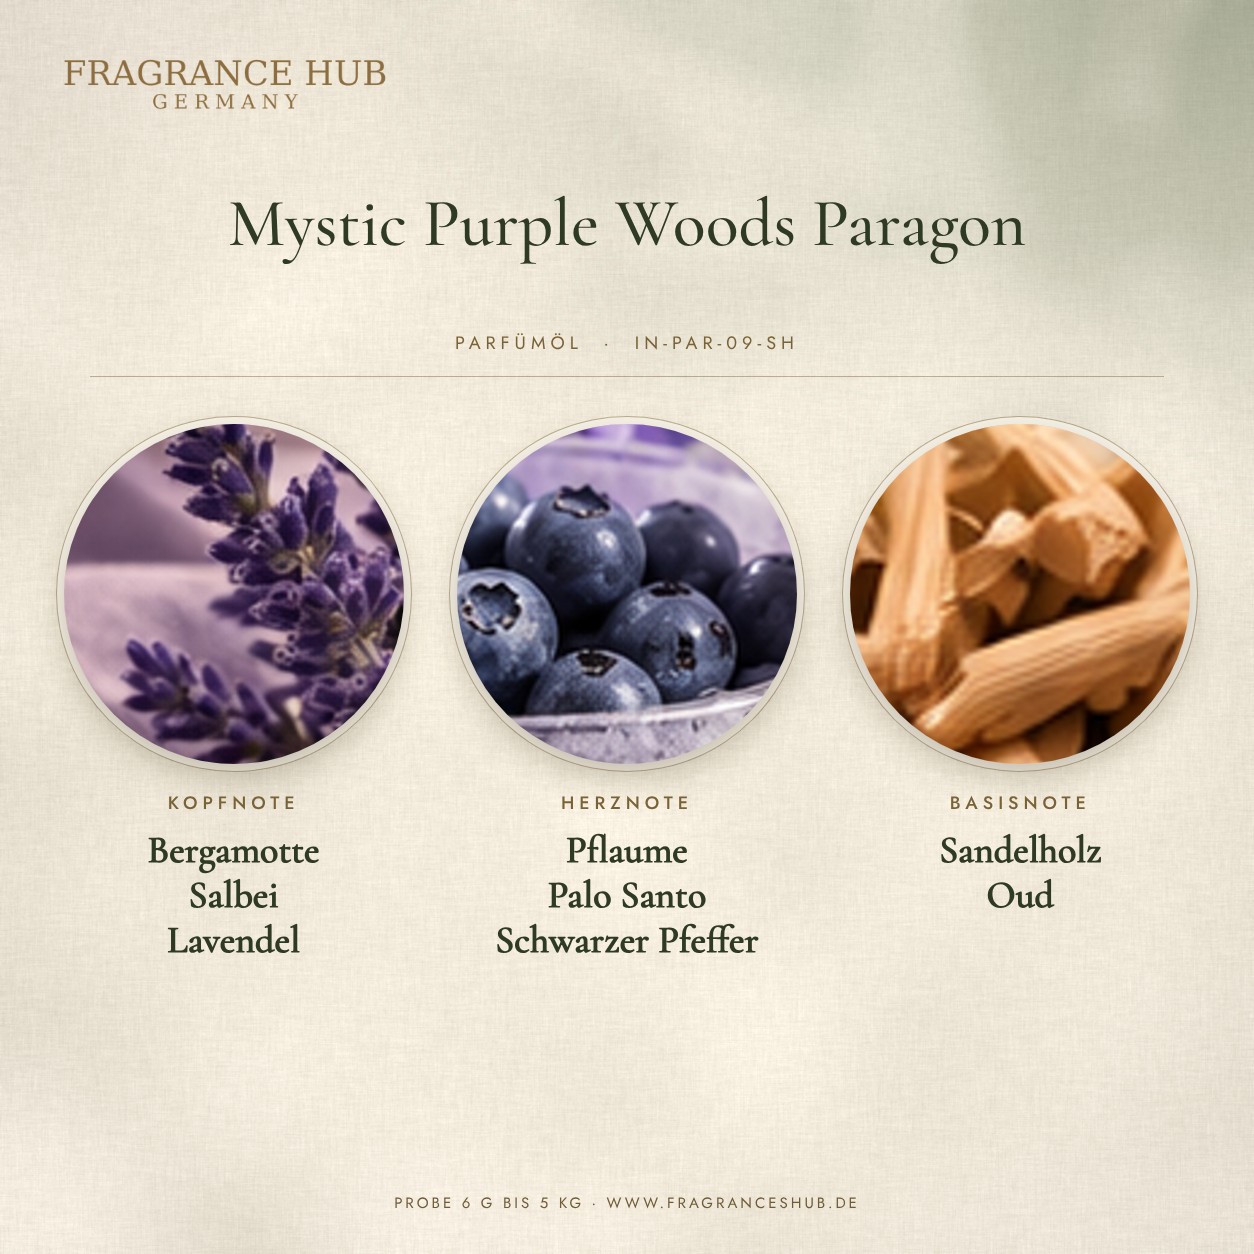 FRAGRANCE HUB
GERMANY
Mystic Purple Woods Paragon
PARFÜMÖL · IN-PAR-09-SH
KOPFNOTE
Bergamotte
Salbei
Lavendel
HERZNOTE
Pflaume
Palo Santo
Schwarzer Pfeffer
BASISNOTE
Sandelholz
Oud
PROBE 6 G BIS 5 KG · WWW.FRAGRANCESHUB.DE